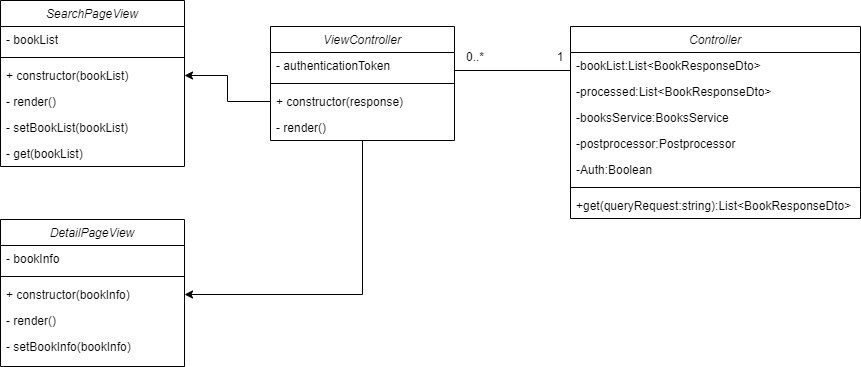 SearchPageView
- bookList
+ constructor(bookList)
- render()
- setBookList(bookList)
- get(bookList)
ViewController
- authenticationToken
+ constructor(response)
- render()
0..*
1
Controller
-bookList:List<BookResponseDto>
-processed:List<BookResponseDto>
-booksService:BooksService
-postprocessor:Postprocessor
-Auth:Boolean
+get(queryRequest:string):List<BookResponseDto>
DetailPageView
- bookInfo
+ constructor(bookInfo)
- render()
- setBookInfo(bookInfo)